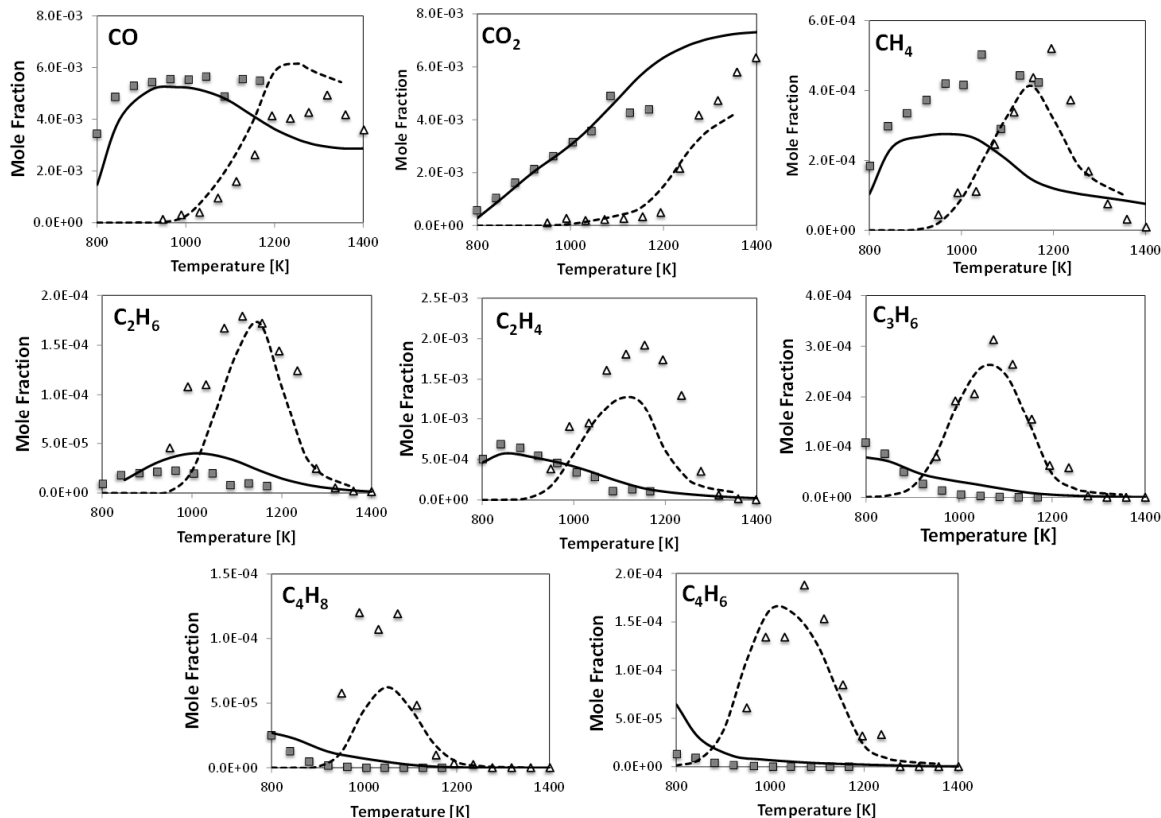 CO
Mole Fraction
8.0E-03
6.0E-03
4.0E-03
2.0E-03
0.0E+00
800 1000 1200 1400
Temperature [K]
CO2
Mole Fraction
8.0E-03
6.0E-03
4.0E-03
2.0E-03
0.0E+00
800 1000 1200 1400
Temperature [K]
CH4
Mole Fraction
6.0E-04
4.0E-04
2.0E-04
0.0E+00
800 1000 1200 1400
Temperature [K]
C2H6
Mole Fraction
2.0E-04
1.5E-04
1.0E-04
5.0E-05
0.0E+00
800 1000 1200 1400
Temperature [K]
C2H4
Mole Fraction
2.5E-03
2.0E-03
1.5E-03
1.0E-03
5.0E-04
0.0E+00
800 1000 1200 1400
Temperature [K]
C3H6
Mole Fraction
4.0E-04
3.0E-04
2.0E-04
1.0E-04
0.0E+00
800 1000 1200 1400
Temperature [K]
C4H8
Mole Fraction
1.5E-04
1.0E-04
5.0E-05
0.0E+00
800 1000 1200 1400
Temperature [K]
C4H6
Mole Fraction
2.0E-04
1.5E-04
1.0E-04
5.0E-05
0.0E+00
800 1000 1200 1400
Temperature [K]